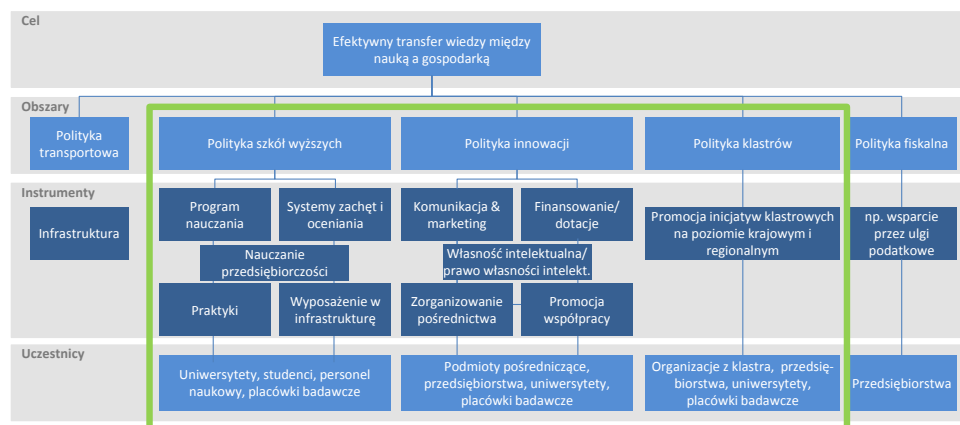 Cel
Efektywny transfer wiedzy między
nauką a gospodarką
Obszary
Polityka
transportowa
Polityka szkół wyższych
Polityka innowacji
Polityka klastrów
Polityka fiskalna
Instrumenty
Infrastruktura
Program
nauczania
Systemy zachęt i
oceniania
Nauczanie
przedsiębiorczości
Praktyki
Wyposażenie w
infrastrukturę
Komunikacja &
marketing
Finansowanie/
dotacje
Własność intelektualna/
prawo własności intelekt.
Zorganizowanie
pośrednictwa
Promocja
współpracy
Promocja inicjatyw klastrowych
na poziomie krajowym i
regionalnym
np. wsparcie
przez ulgi
podatkowe
Uczestnicy
Uniwersytety, studenci, personel
naukowy, placówki badawcze
Podmioty pośredniczące,
przedsiębiorstwa, uniwersytety,
placówki badawcze
Organizacje z klastra, przedsię-
biorstwa, uniwersytety,
placówki badawcze
Przedsiębiorstwa